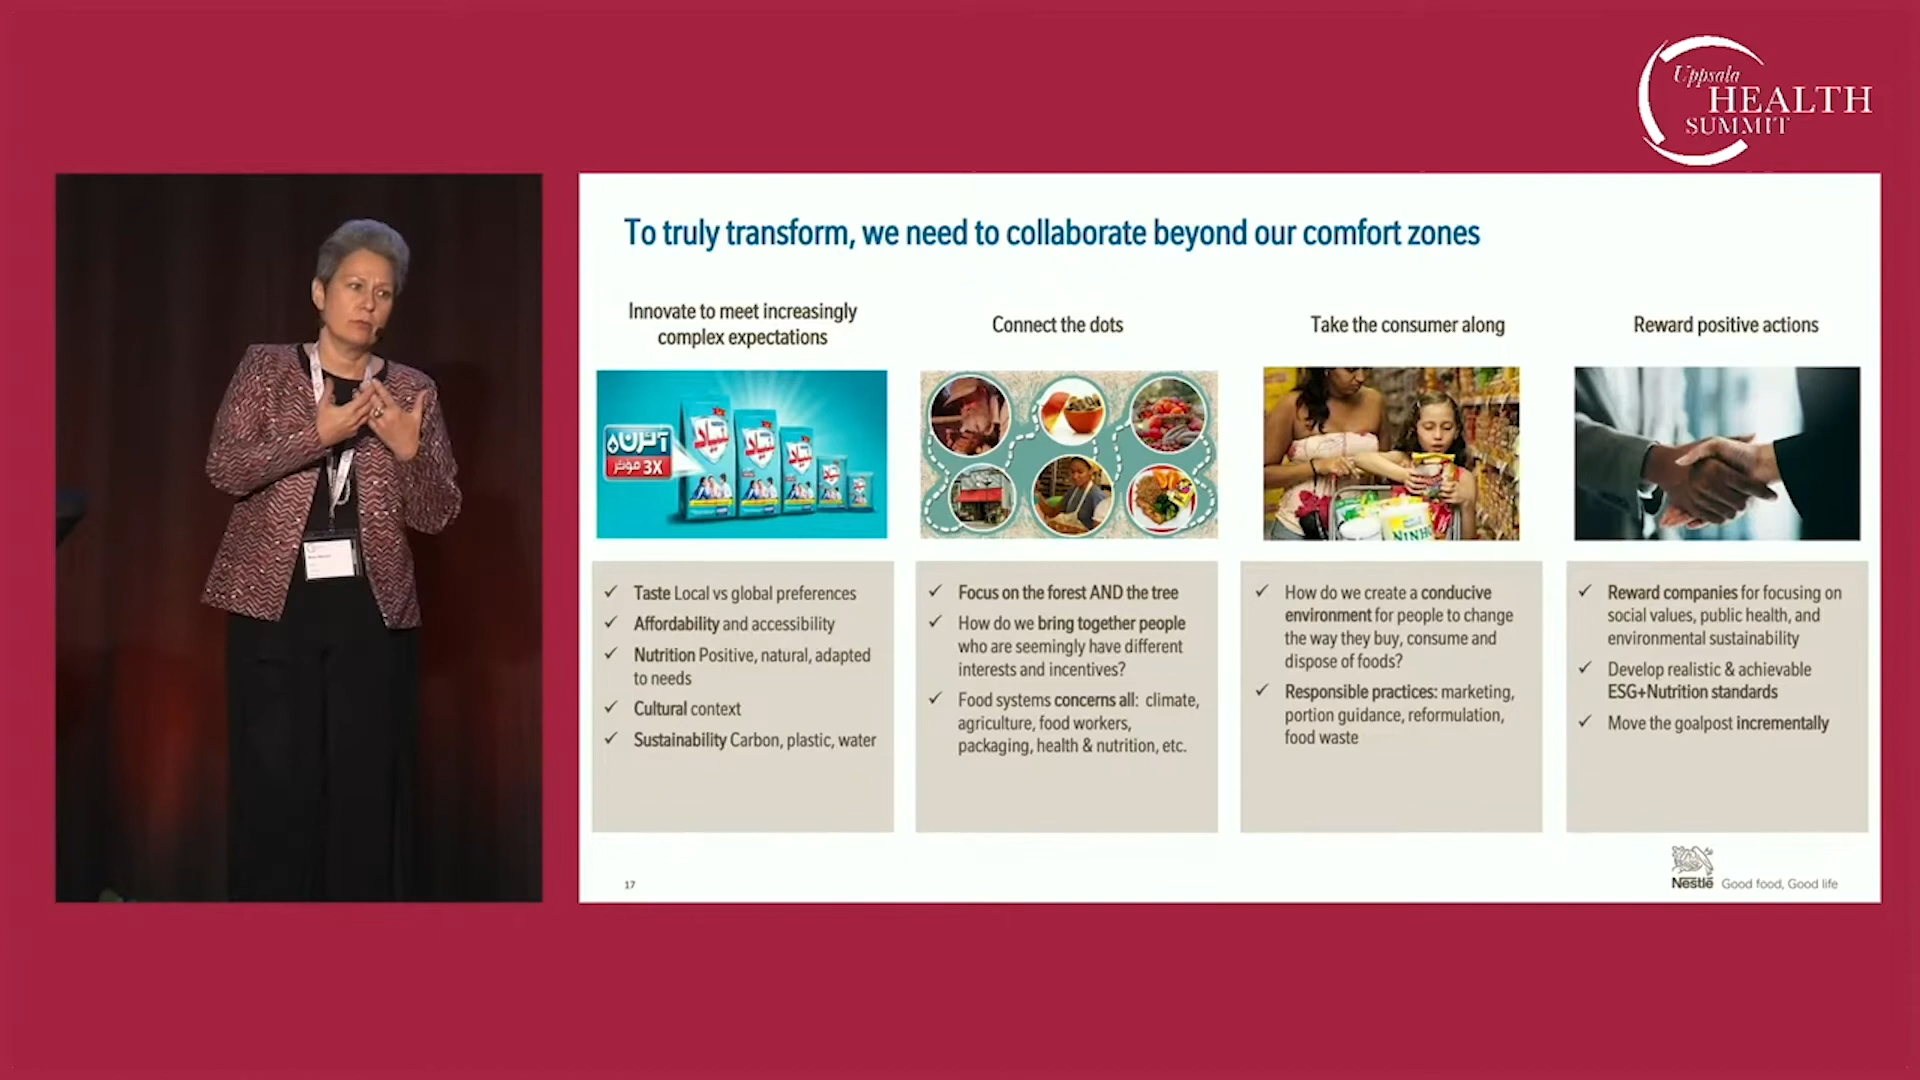 Uppsala
HEALTH
SUMMIT
To truly transform, we need to collaborate beyond our comfort zones
Innovate to meet increasingly
complex expectations
Connect the dots
Take the consumer along
Reward positive actions
3X مؤثر
بنیاد
بنیاد
بنیاد
NINHO
✓ Taste Local vs global preferences
✓ Affordability and accessibility
✓ Nutrition Positive, natural, adapted
to needs
✓ Cultural context
✓ Sustainability Carbon, plastic, water
✓ Focus on the forest AND the tree
✓ How do we bring together people
who are seemingly have different
interests and incentives?
✓ Food systems concerns all: climate,
agriculture, food workers,
packaging, health & nutrition, etc.
✓ How do we create a conducive
environment for people to change
the way they buy, consume and
dispose of foods?
✓ Responsible practices: marketing,
portion guidance, reformulation,
food waste
✓ Reward companies for focusing on
social values, public health, and
environmental sustainability
✓ Develop realistic & achievable
ESG+Nutrition standards
✓ Move the goalpost incrementally
17
Nestlé Good food, Good life